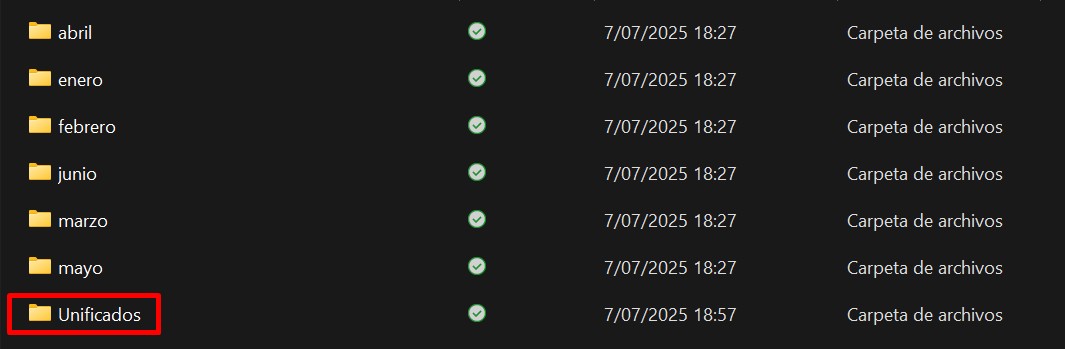 abril 7/07/2025 18:27 Carpeta de archivos
enero 7/07/2025 18:27 Carpeta de archivos
febrero 7/07/2025 18:27 Carpeta de archivos
junio 7/07/2025 18:27 Carpeta de archivos
marzo 7/07/2025 18:27 Carpeta de archivos
mayo 7/07/2025 18:27 Carpeta de archivos
Unificados 7/07/2025 18:57 Carpeta de archivos